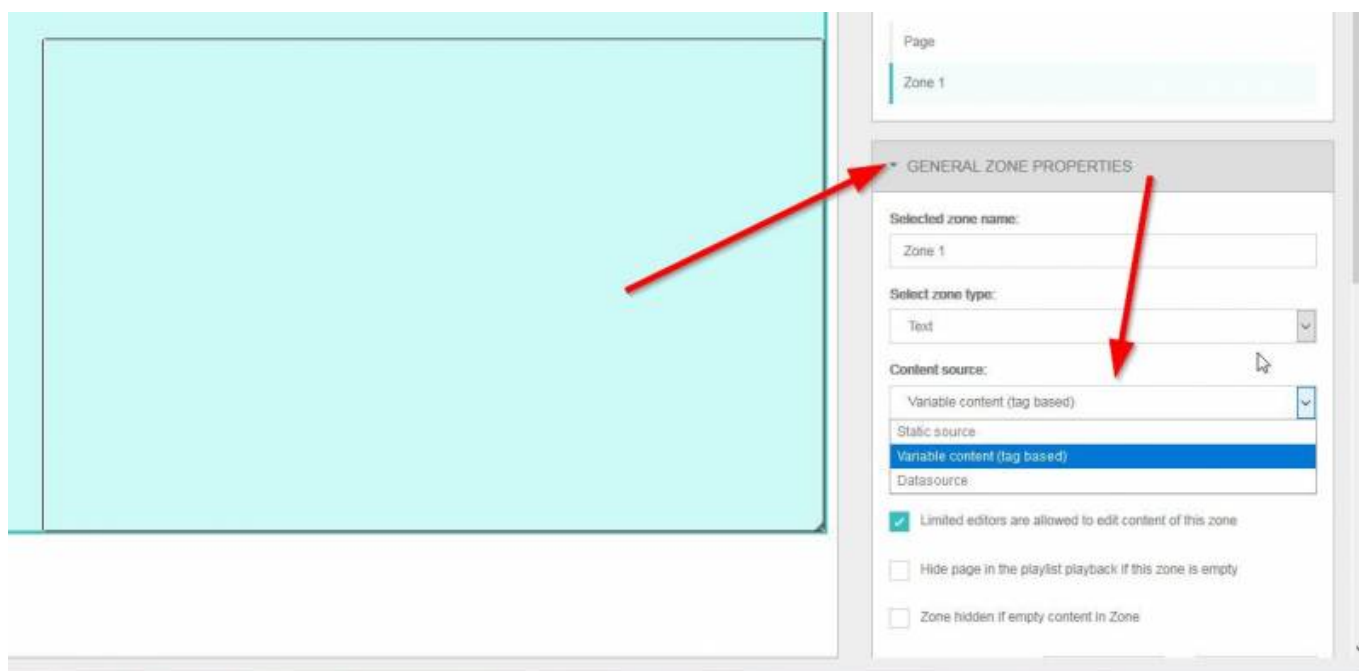 Page
Zone 1
GENERAL ZONE PROPERTIES
Selected zone name:
Zone 1
Select zone type:
Text
Content source:
Variable content (tag based)
Static source
Variable content (tag based)
Datasource
Limited editors are allowed to edit content of this zone
Hide page in the playlist playback if this zone is empty
Zone hidden if empty content in Zone